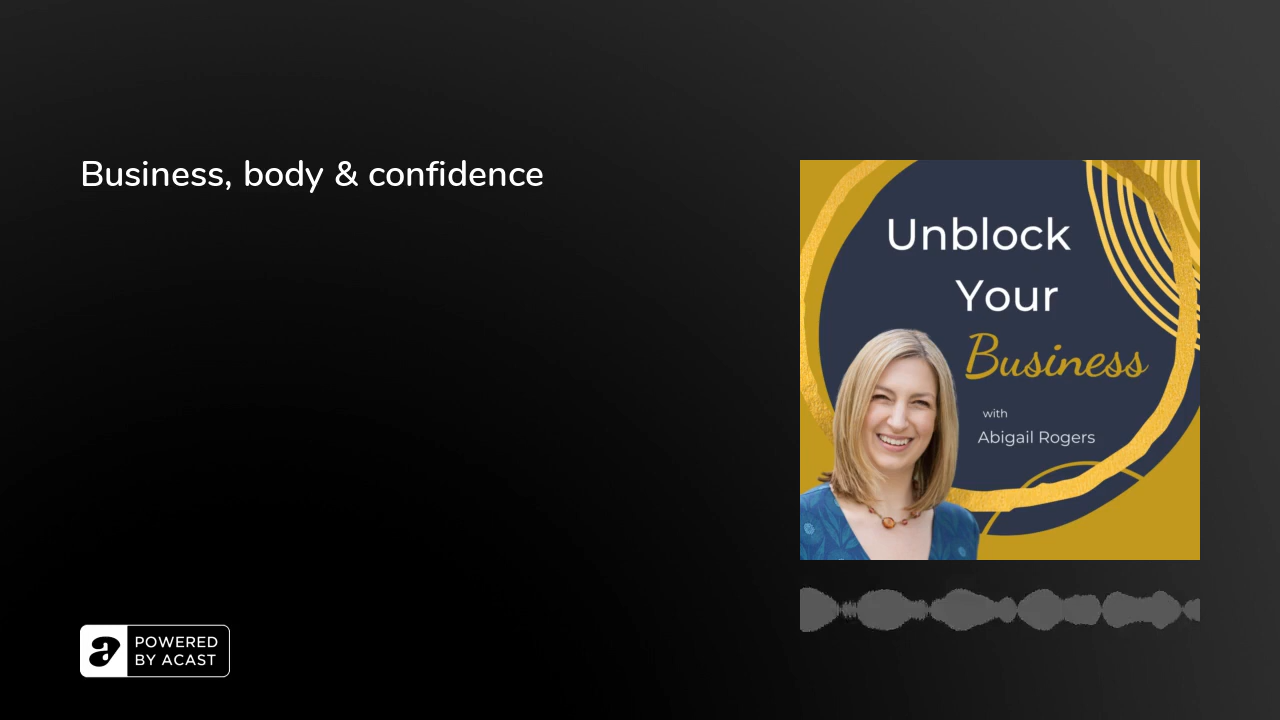 Business, body & confidence
Unblock
Your
Business
with
Abigail Rogers
a POWERED
BY ACAST